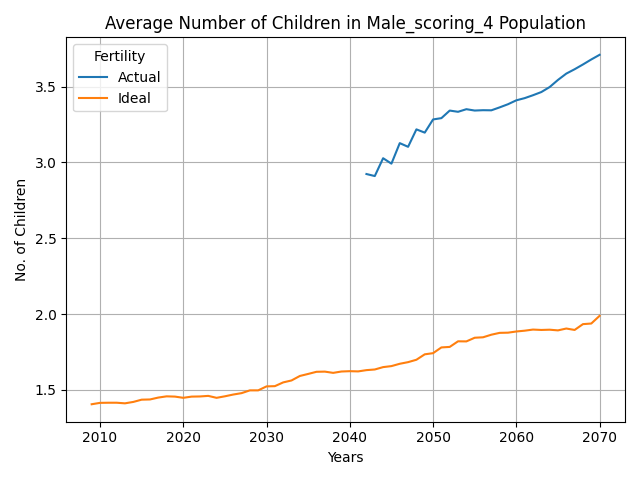 Average Number of Children in Male_scoring_4 Population
Fertility
Actual
Ideal
No. of Children
3.5
3.0
2.5
2.0
1.5
2010 2020 2030 2040 2050 2060 2070
Years